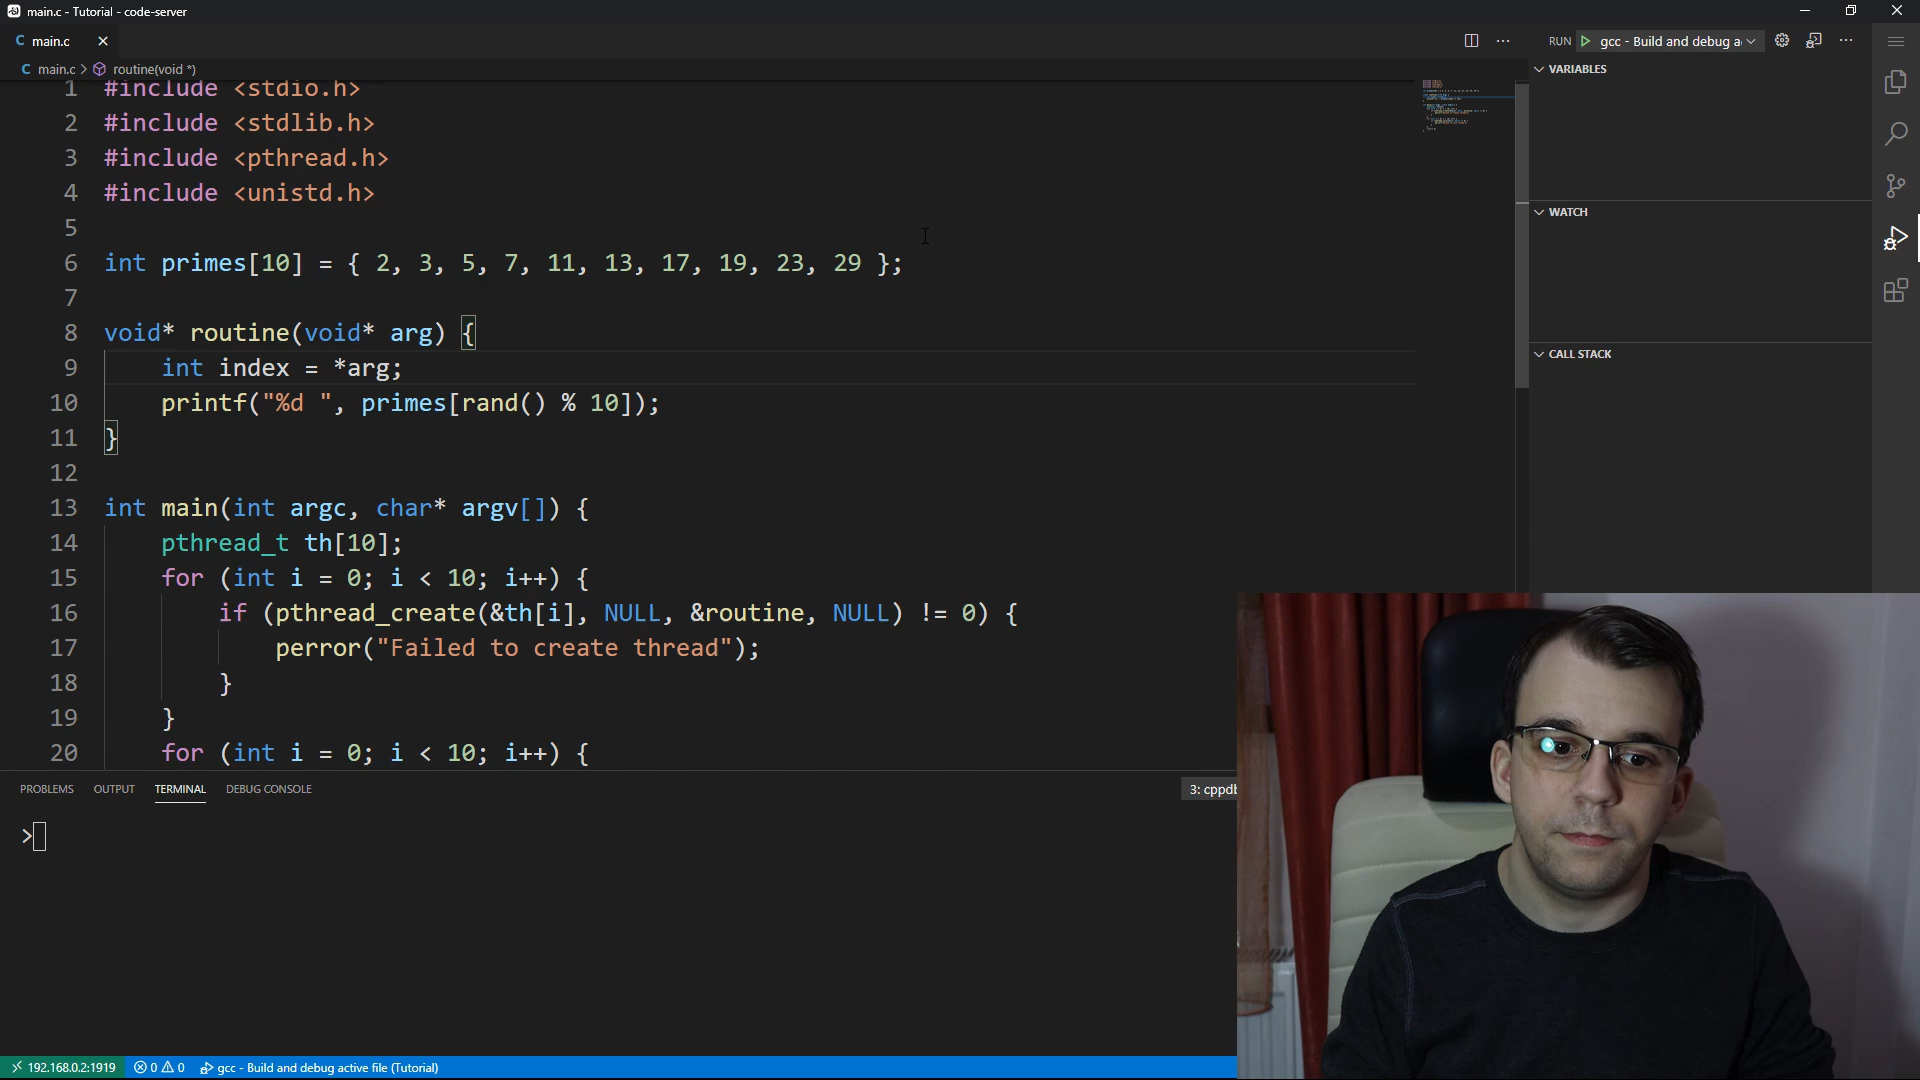 main.c - Tutorial - code-server
main.c
RUN gcc - Build and debug a
main.c > routine(void *)
VARIABLES
1 #include <stdio.h>
2 #include <stdlib.h>
3 #include <pthread.h>
4 #include <unistd.h>
5
6 int primes[10] = { 2, 3, 5, 7, 11, 13, 17, 19, 23, 29 };
7
8 void* routine(void* arg) {
9 int index = *arg;
10 printf("%d ", primes[rand() % 10]);
11 }
12
13 int main(int argc, char* argv[]) {
14 pthread_t th[10];
15 for (int i = 0; i < 10; i++) {
16 if (pthread_create(&th[i], NULL, &routine, NULL) != 0) {
17 perror("Failed to create thread");
18 }
19 }
20 for (int i = 0; i < 10; i++) {
WATCH
CALL STACK
PROBLEMS OUTPUT TERMINAL DEBUG CONSOLE
3: cppdb
>
192.168.0.2:1919 0 0 gcc - Build and debug active file (Tutorial)